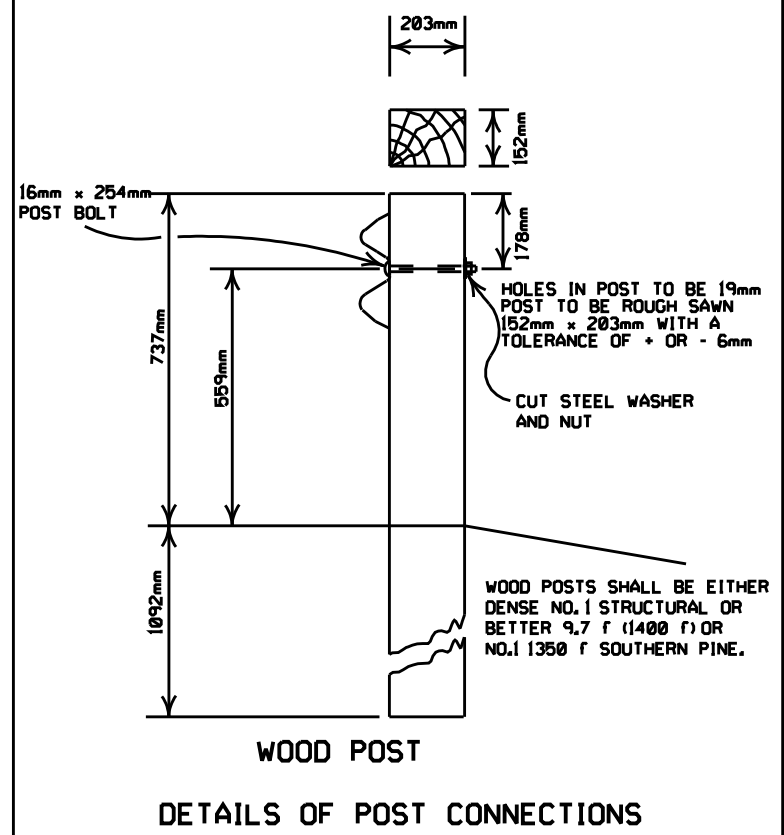 203mm
152mm
16mm x 254mm
POST BOLT
178mm
HOLES IN POST TO BE 19mm
POST TO BE ROUGH SAWN
152mm x 203mm WITH A
TOLERANCE OF + OR - 6mm
737mm
559mm
CUT STEEL WASHER
AND NUT
1092mm
WOOD POSTS SHALL BE EITHER
DENSE NO. 1 STRUCTURAL OR
BETTER 9.7 f (1400 f) OR
NO.1 1350 f SOUTHERN PINE.
WOOD POST
DETAILS OF POST CONNECTIONS